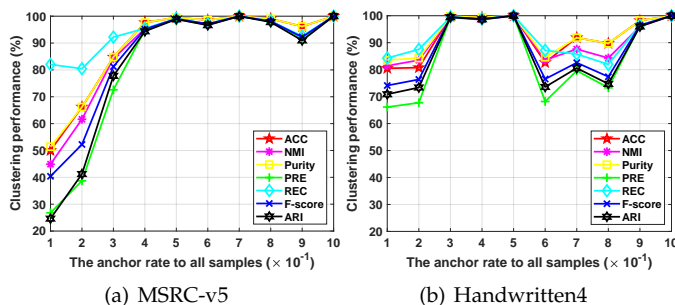 Clustering performance (%)
100
90
80
70
60
50
40
30
20
ACC
NMI
Purity
PRE
REC
F-score
ARI
1 2 3 4 5 6 7 8 9 10
The anchor rate to all samples (× 10-1)
(a) MSRC-v5
Clustering performance (%)
100
90
80
70
60
50
40
30
20
ACC
NMI
Purity
PRE
REC
F-score
ARI
1 2 3 4 5 6 7 8 9 10
The anchor rate to all samples (× 10-1)
(b) Handwritten4